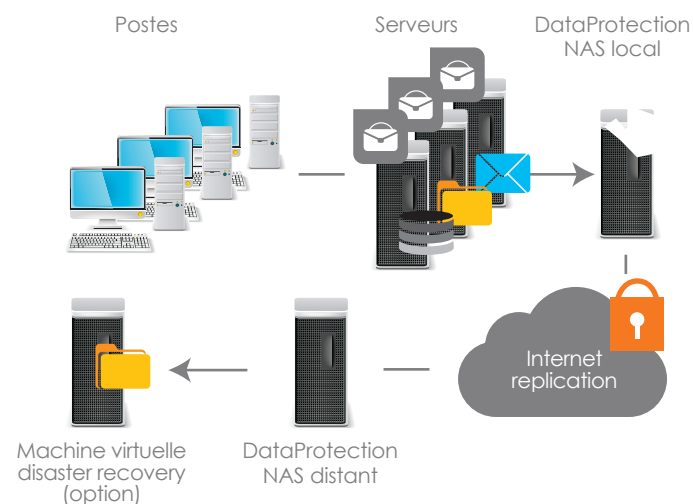 Postes
Serveurs
DataProtection
NAS local
Internet
replication
Machine virtuelle
disaster recovery
(option)
DataProtection
NAS distant